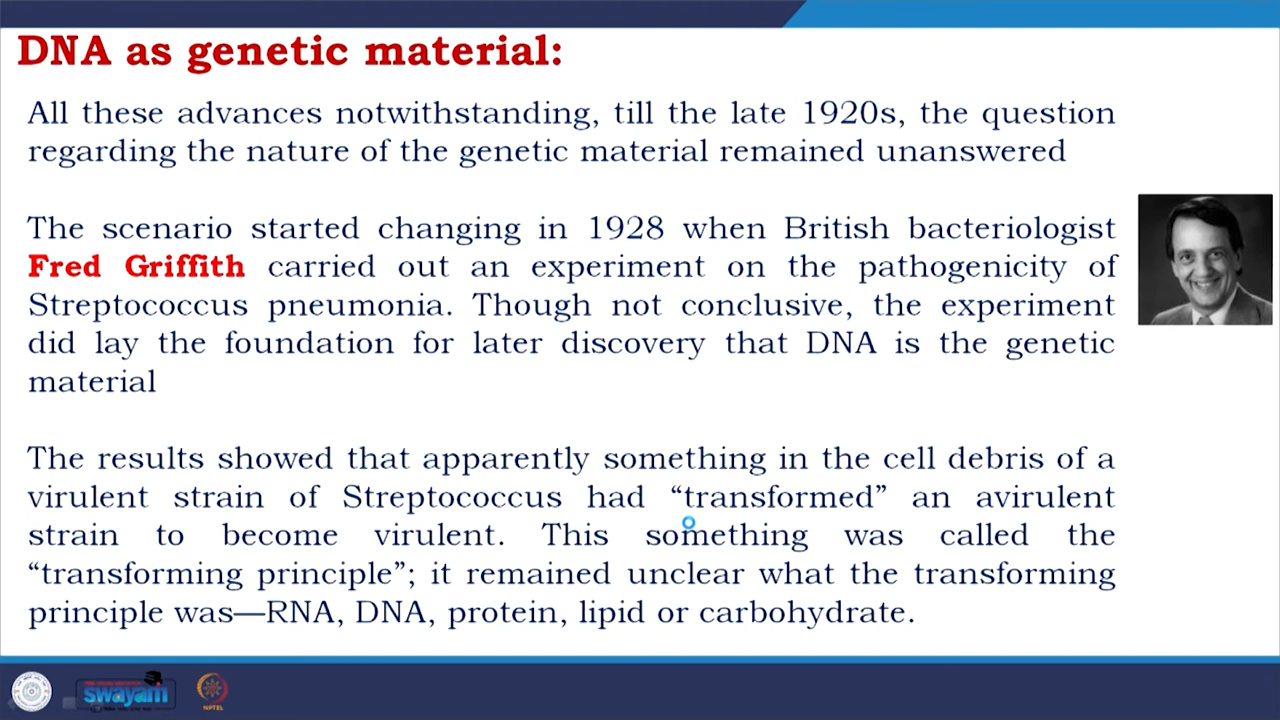 DNA as genetic material:
All these advances notwithstanding, till the late 1920s, the question
regarding the nature of the genetic material remained unanswered
The scenario started changing in 1928 when British bacteriologist
Fred Griffith carried out an experiment on the pathogenicity of
Streptococcus pneumonia. Though not conclusive, the experiment
did lay the foundation for later discovery that DNA is the genetic
material
The results showed that apparently something in the cell debris of a
virulent strain of Streptococcus had “transformed” an avirulent
strain to become virulent. This something was called the
“transforming principle”; it remained unclear what the transforming
principle was—RNA, DNA, protein, lipid or carbohydrate.
swayam
NPTEL